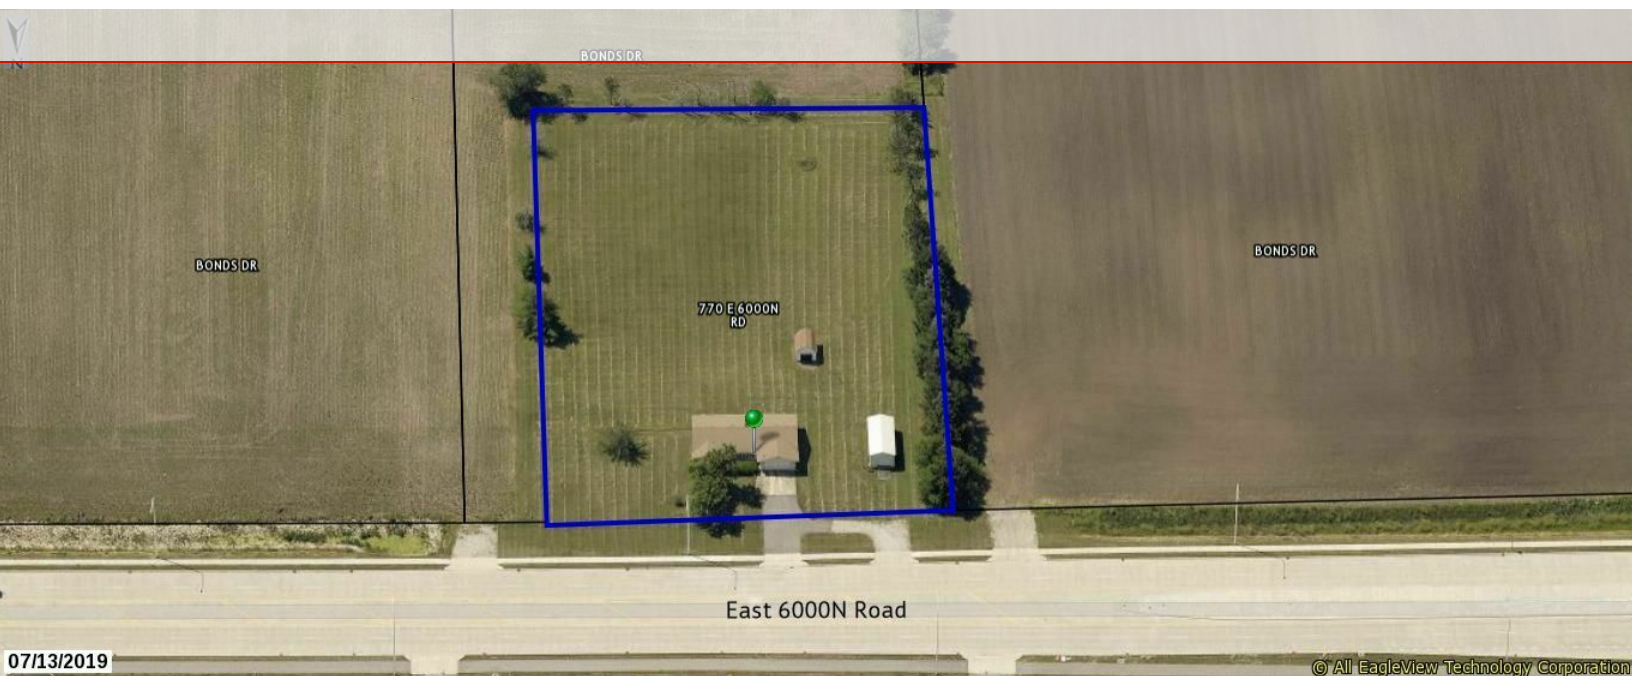 N
BONDS DR
BONDS DR
BONDS DR
770 E 6000N
RD
East 6000N Road
07/13/2019
© All EagleView Technology Corporation